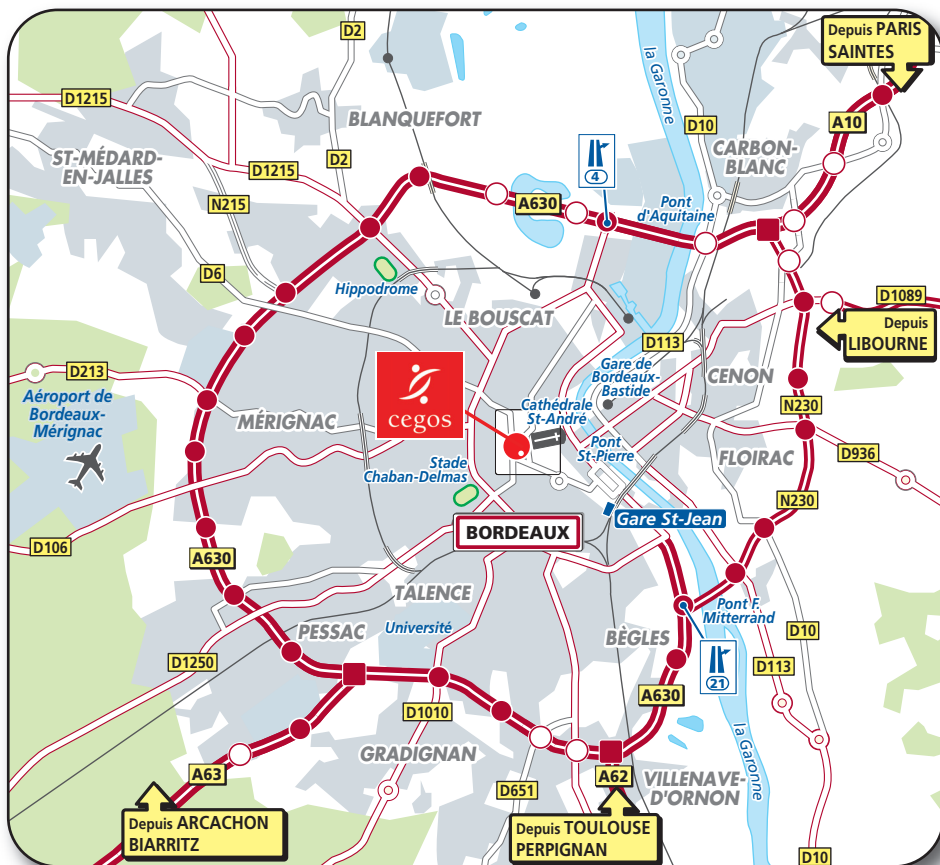 D2
la Garonne
Depuis PARIS
SAINTES
D1215
BLANQUEFORT
D10
A10
ST-MÉDARD-
EN-JALLES
D1215
D2
4
CARBON-
BLANC
N215
A630
Pont
d'Aquitaine
D6
Hippodrome
D1089
LE BOUSCAT
D113
Depuis
LIBOURNE
D213
Gare de
Bordeaux-
Bastide
CENON
Aéroport de
Bordeaux-
Mérignac
MÉRIGNAC
cegos
Cathédrale
St-André
N230
Pont
St-Pierre
FLOIRAC
D936
Stade
Chaban-Delmas
N230
Gare St-Jean
BORDEAUX
D106
A630
TALENCE
Pont F.
Mitterrand
PESSAC
Université
BÈGLES
D10
D1250
21
D113
A630
D1010
la Garonne
GRADIGNAN
A63
D651
A62
VILLENAVE-
D'ORNON
Depuis ARCACHON
BIARRITZ
Depuis TOULOUSE
PERPIGNAN
D10